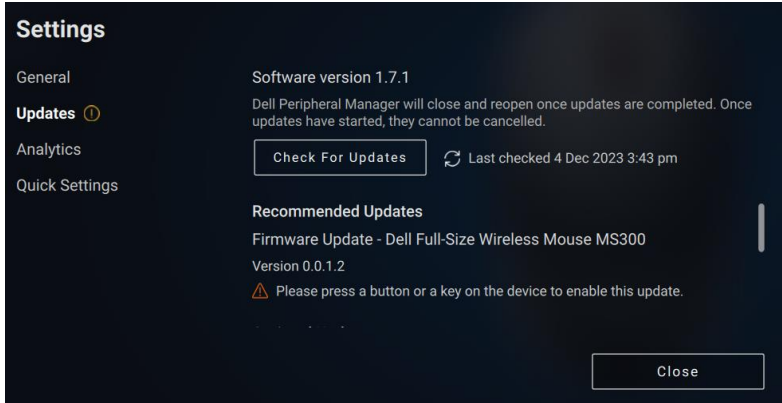 Settings
General
Updates
Analytics
Quick Settings
Software version 1.7.1
Dell Peripheral Manager will close and reopen once updates are completed. Once
updates have started, they cannot be cancelled.
Check For Updates
Last checked 4 Dec 2023 3:43 pm
Recommended Updates
Firmware Update - Dell Full-Size Wireless Mouse MS300
Version 0.0.1.2
Please press a button or a key on the device to enable this update.
Close